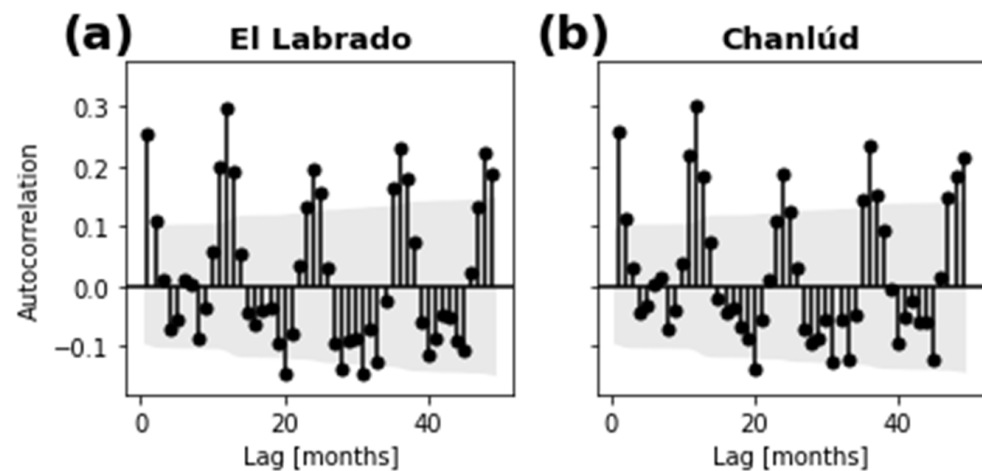 (a) El Labrado (b) Chanlúd
0.3
0.2
0.1
0.0
−0.1
Autocorrelation
0 20 40 0 20 40
Lag [months] Lag [months]